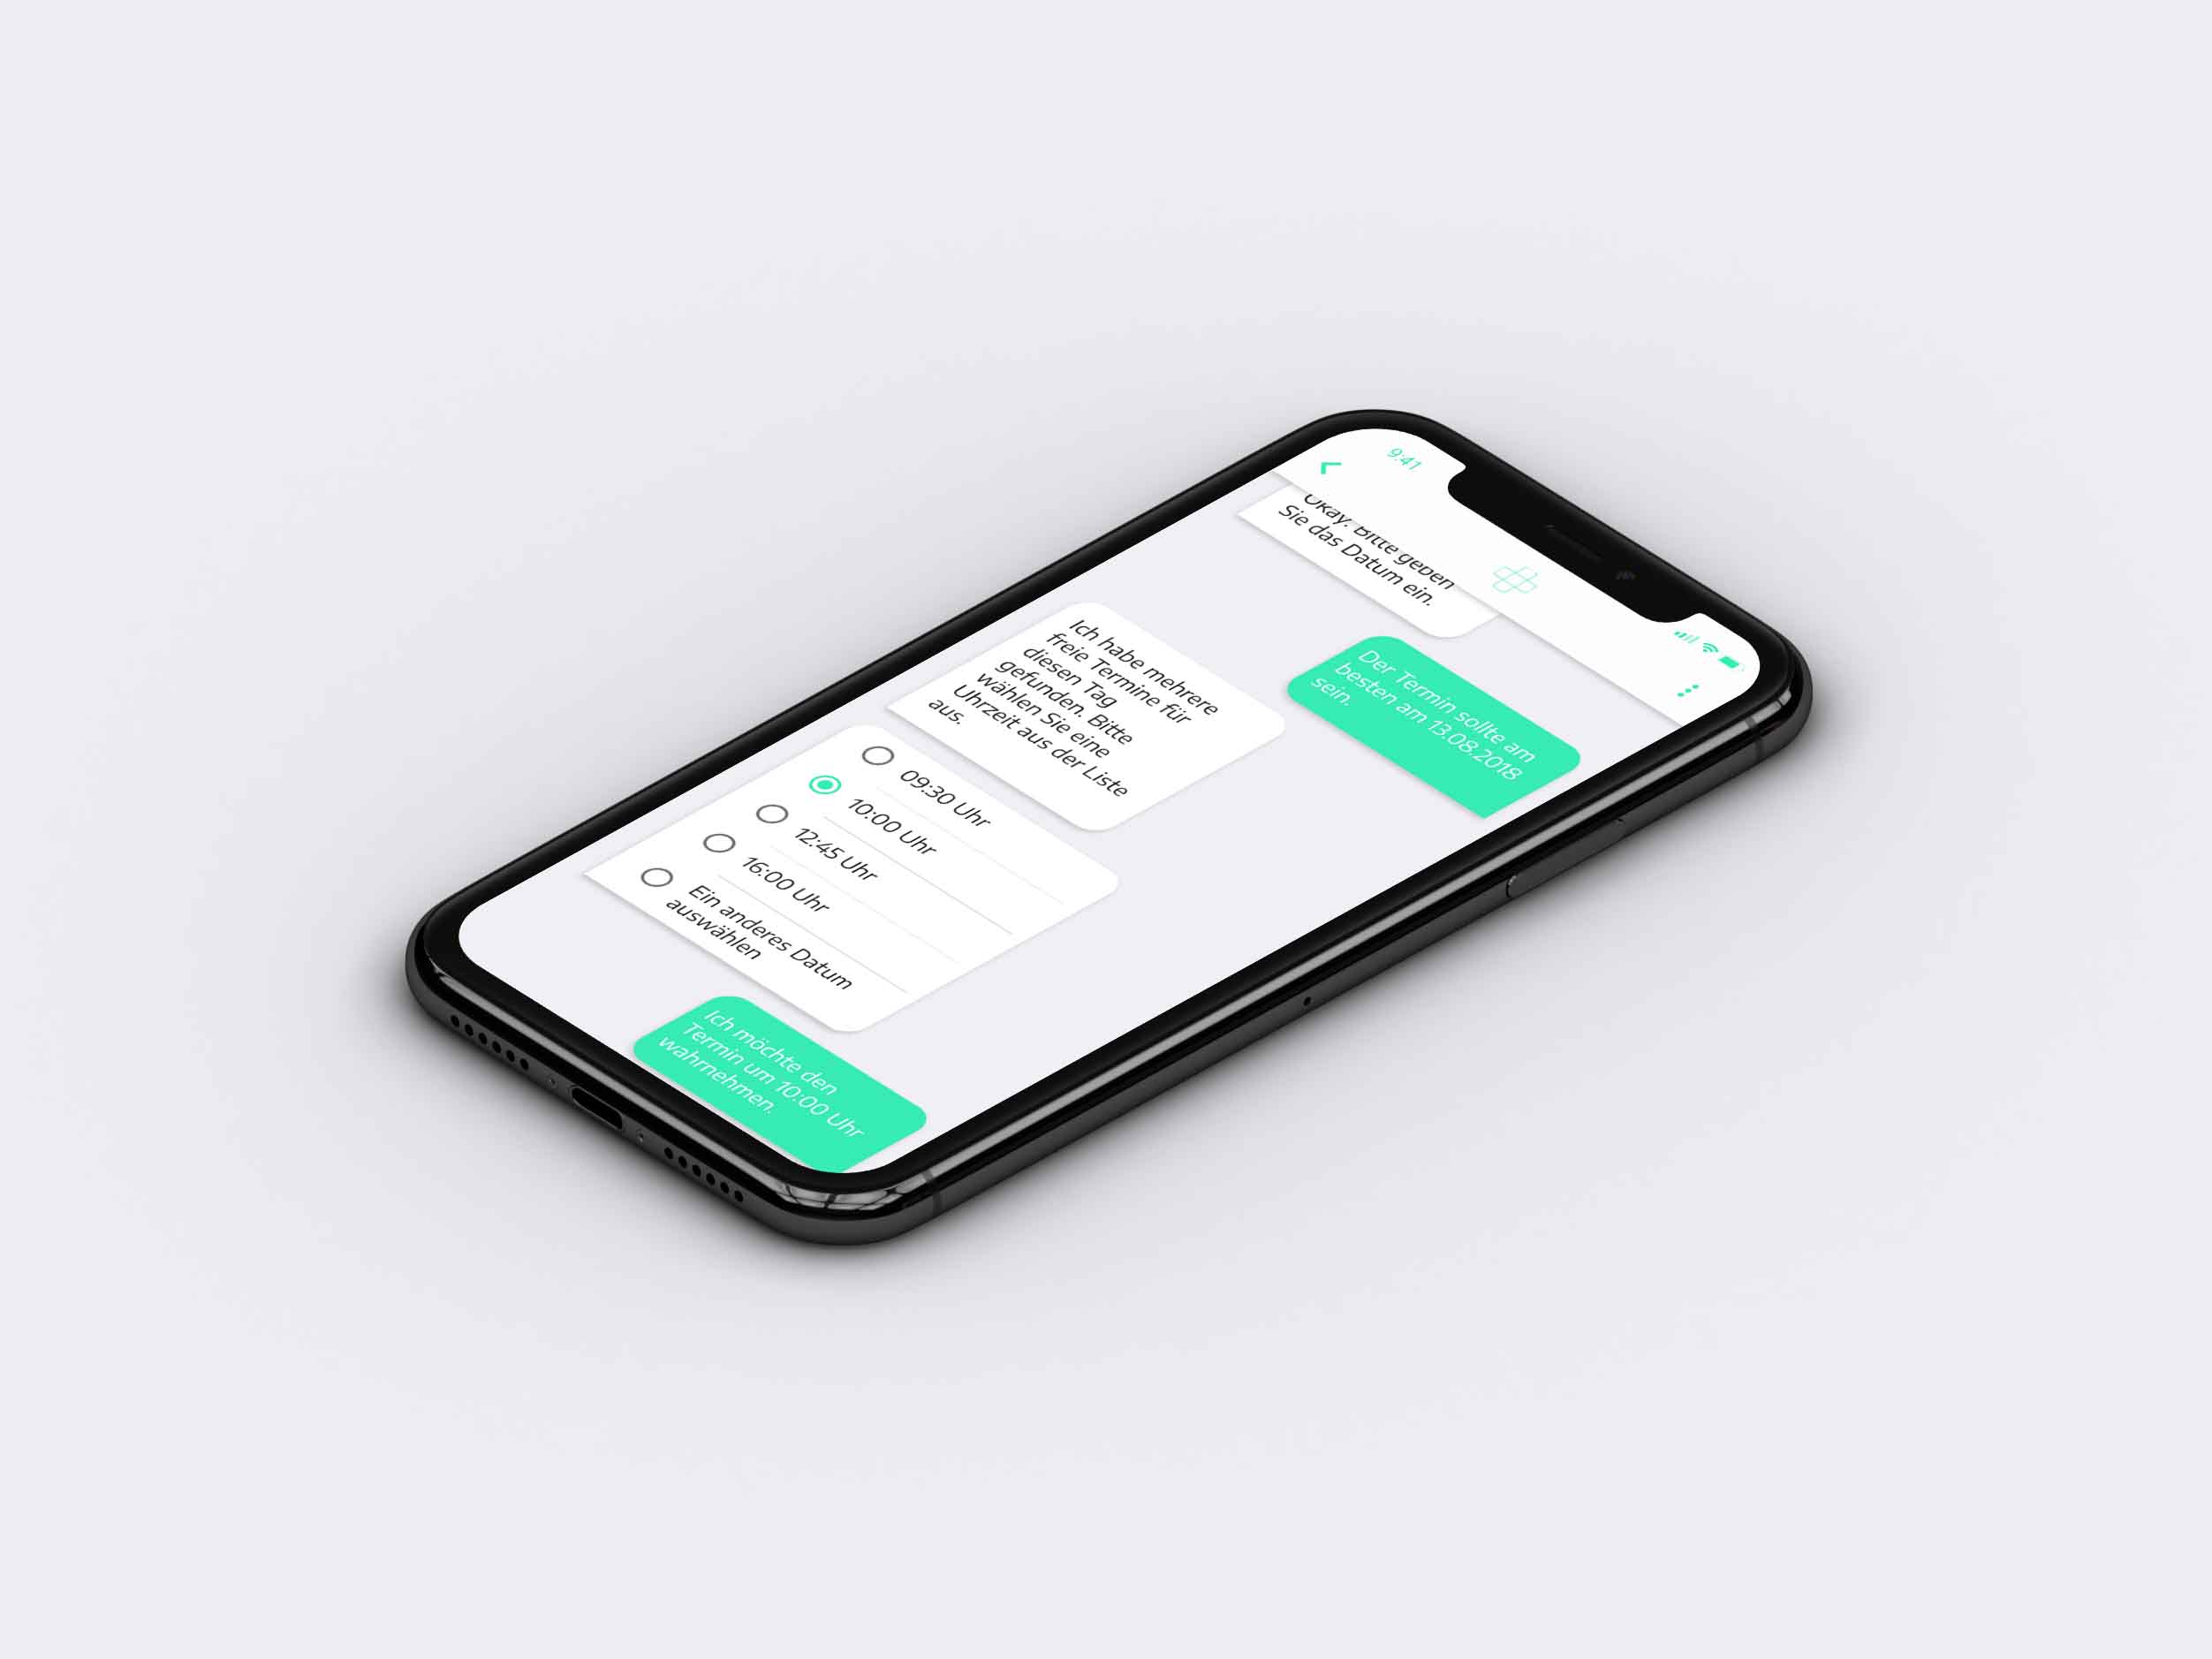 9:41
Okay. Bitte geben
Sie das Datum ein.
Der Termin sollte am
besten am 13.08.2018
sein.
Ich habe mehrere
freie Termine für
diesen Tag
gefunden. Bitte
wählen Sie eine
Uhrzeit aus der Liste
aus.
09:30 Uhr
10:00 Uhr
12:45 Uhr
16:00 Uhr
Ein anderes Datum
auswählen
Ich möchte den
Termin um 10:00 Uhr
wahrnehmen.